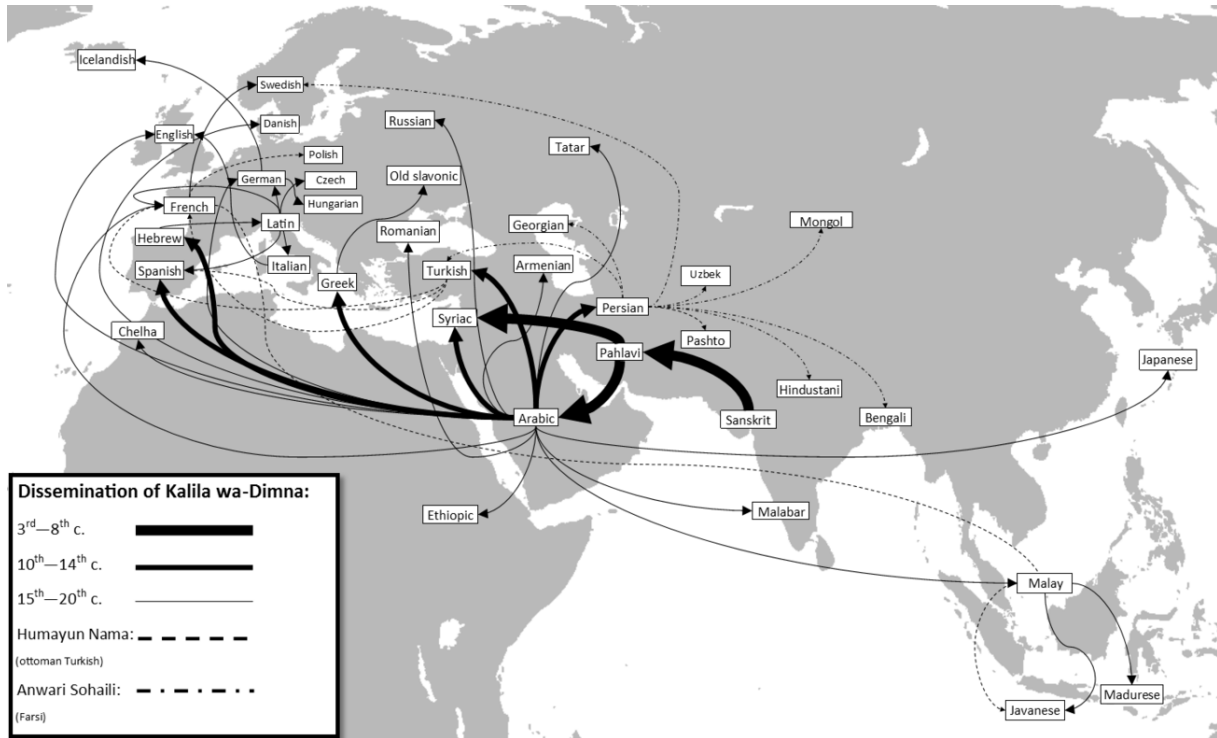 Icelandish
Swedish
Danish
English
Russian
Tatar
Polish
German
Czech
Old slavonic
Hungarian
French
Latin
Georgian
Mongol
Hebrew
Romanian
Italian
Armenian
Spanish
Turkish
Uzbek
Greek
Persian
Syriac
Pashto
Chelha
Pahlavi
Japanese
Hindustani
Arabic
Sanskrit
Bengali
Ethiopic
Malabar
Malay
Madurese
Javanese
Dissemination of Kalila wa-Dimna:
3rd—8th c.
10th—14th c.
15th—20th c.
Humayun Nama:
(ottoman Turkish)
Anwari Sohaili:
(Farsi)